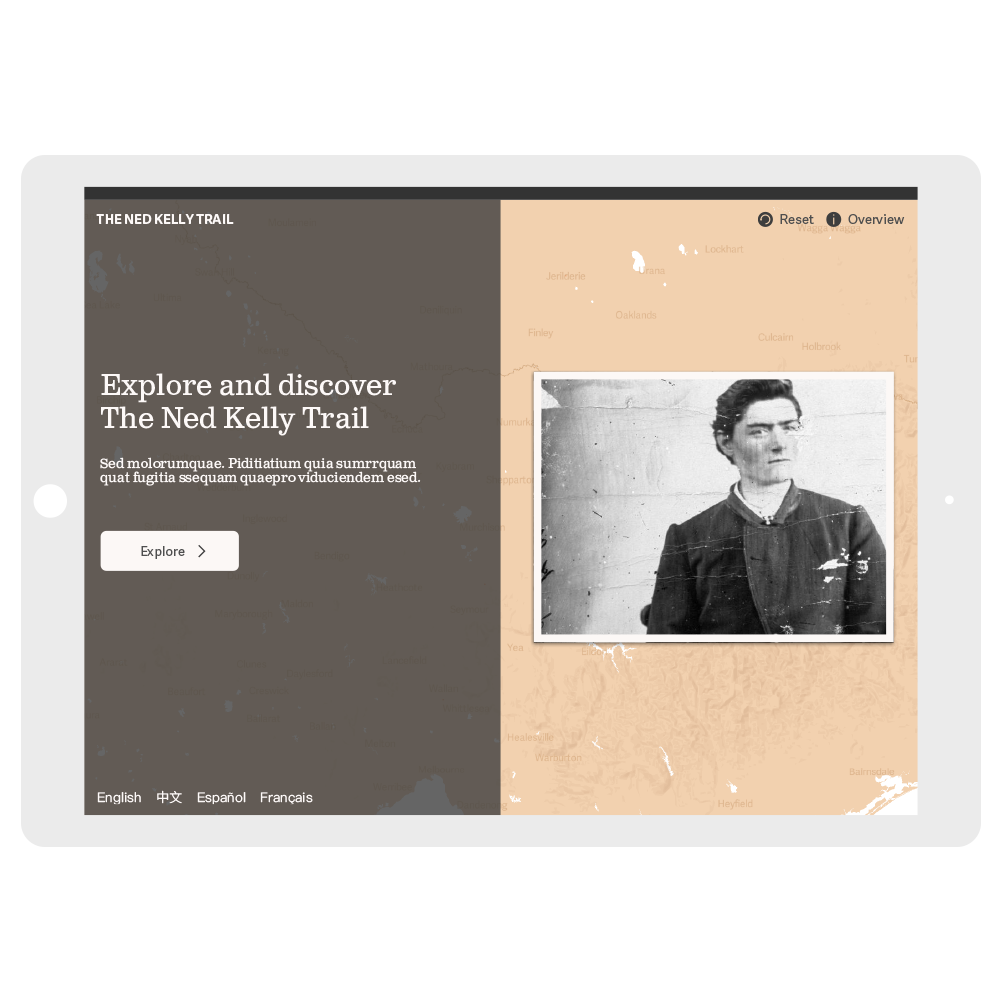 THE NED KELLY TRAIL
Reset
Overview
Wagga Wagga
Lockhart
Jerilderie
Urana
Oaklands
Finley
Culcairn
Holbrook
Explore and discover
The Ned Kelly Trail
Sed molorumquae. Piditiatium quia sumrrquam
quat fugitia ssequam quaepro viduciendem esed.
Explore
Yea
Healesville
Warburton
Bairnsdale
Heyfield
English 中文 Español Français